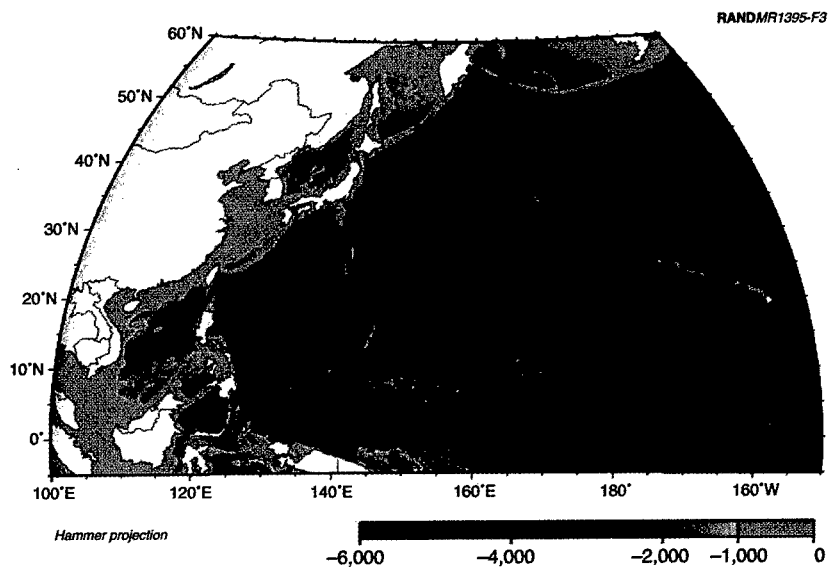 RANDMR1395-F3
60°N
50°N
40°N
30°N
20°N
10°N
0°
100°E 120°E 140°E 160°E 180° 160°W
Hammer projection
–6,000 –4,000 –2,000 –1,000 0